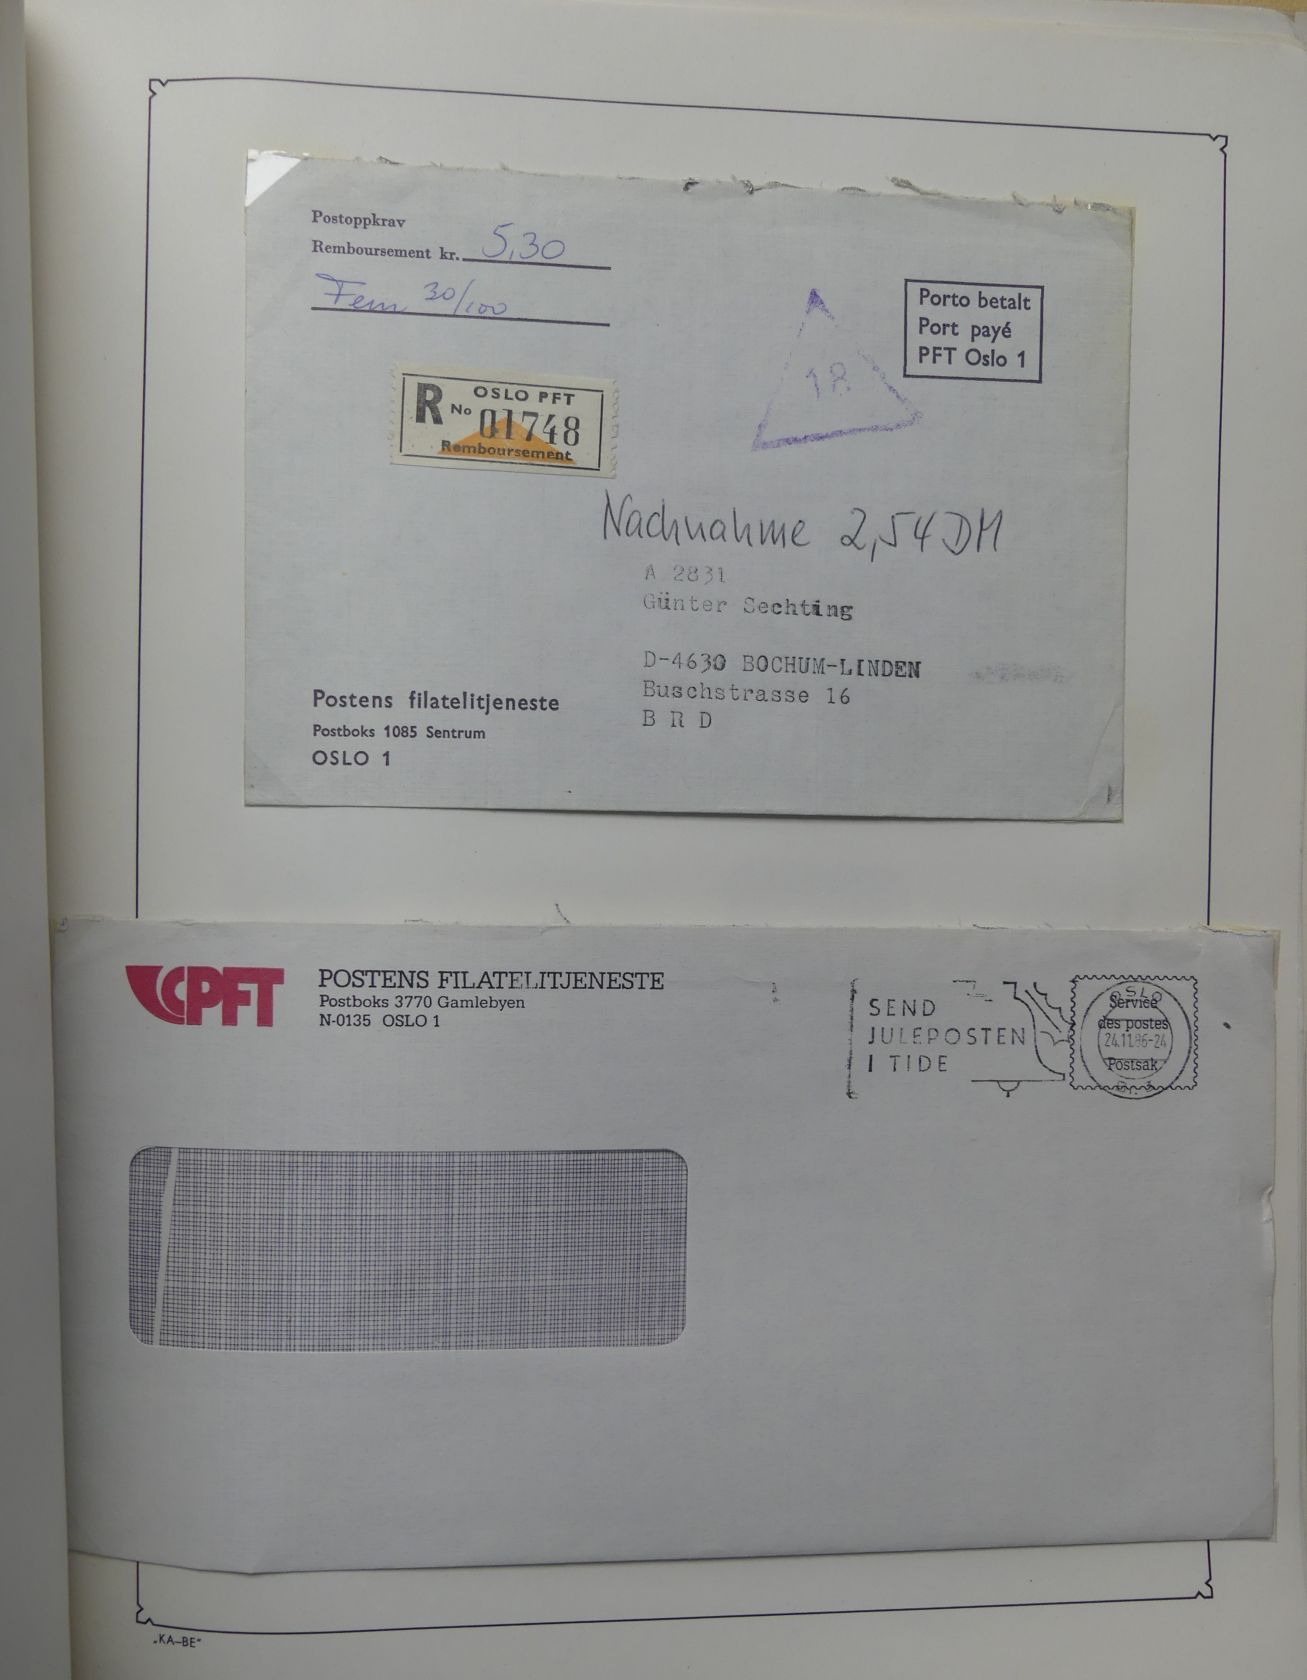 Postoppkrav
Remboursement kr. 5,30
Fem 30/100
Porto betalt
Port payé
PFT Oslo 1
18
R OSLO PFT
No 01748
Remboursement
Nachnahme 2,54 DM
A 2831
Günter Sechting
D-4630 BOCHUM-LINDEN
Buschstrasse 16
B R D
Postens filatelitjeneste
Postboks 1085 Sentrum
OSLO 1
PFT
POSTENS FILATELITJENESTE
Postboks 3770 Gamlebyen
N-0135 OSLO 1
SEND
JULEPOSTEN
I TIDE
OSLO
Service
des postes
24.11.86-24
Postsak
„KA–BE“